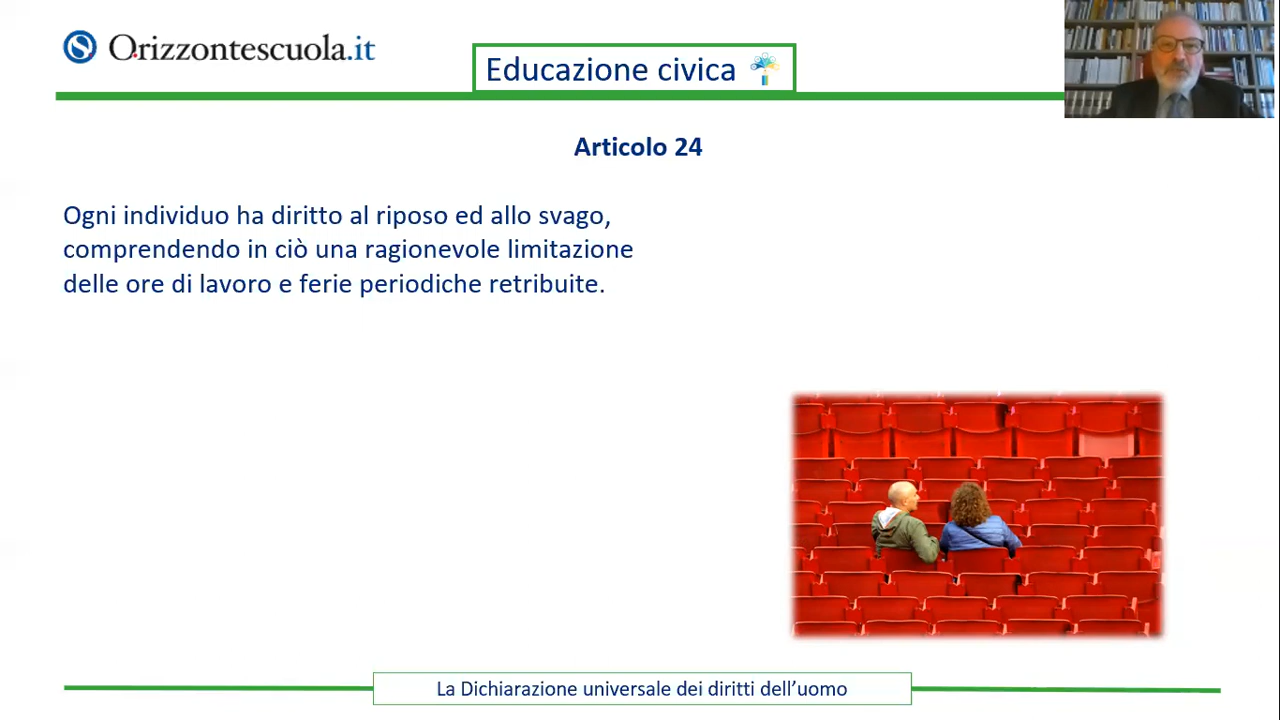 Orizzontescuola.it
Educazione civica
Articolo 24
Ogni individuo ha diritto al riposo ed allo svago,
comprendendo in ciò una ragionevole limitazione
delle ore di lavoro e ferie periodiche retribuite.
La Dichiarazione universale dei diritti dell’uomo